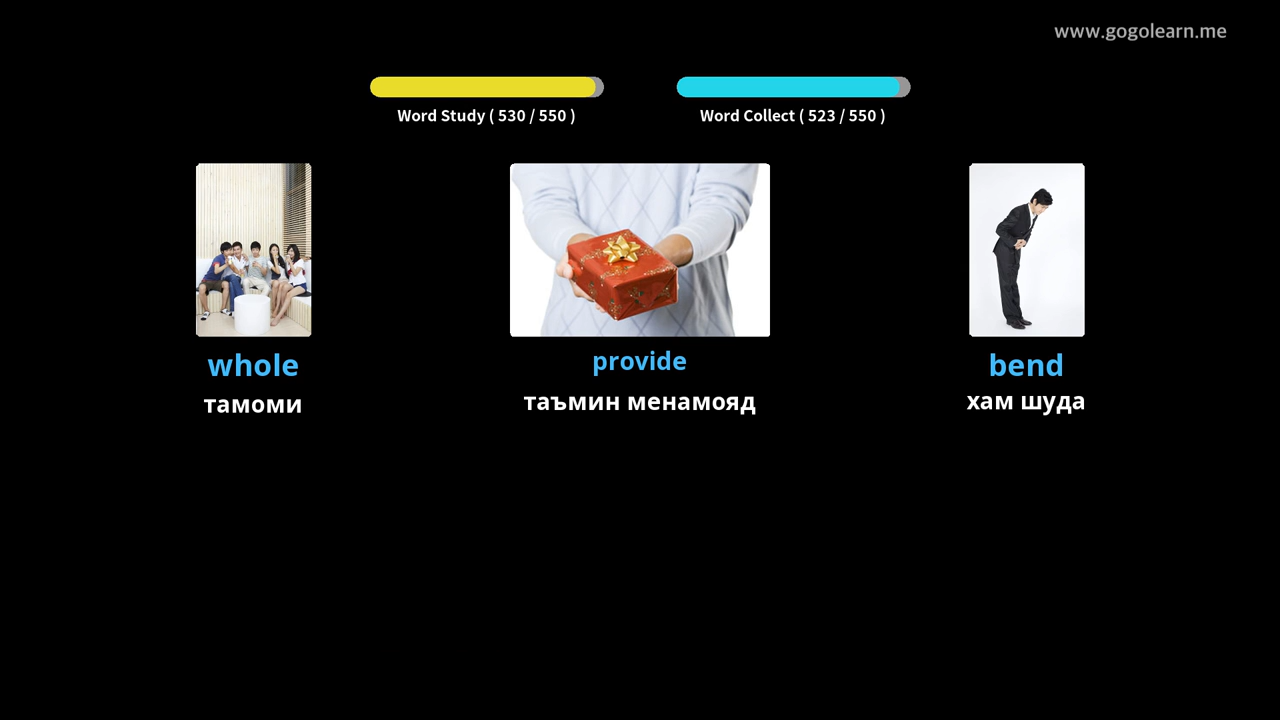 www.gogolearn.me
Word Study ( 530 / 550 )
Word Collect ( 523 / 550 )
whole
provide
bend
тамоми
таъмин менамояд
хам шуда